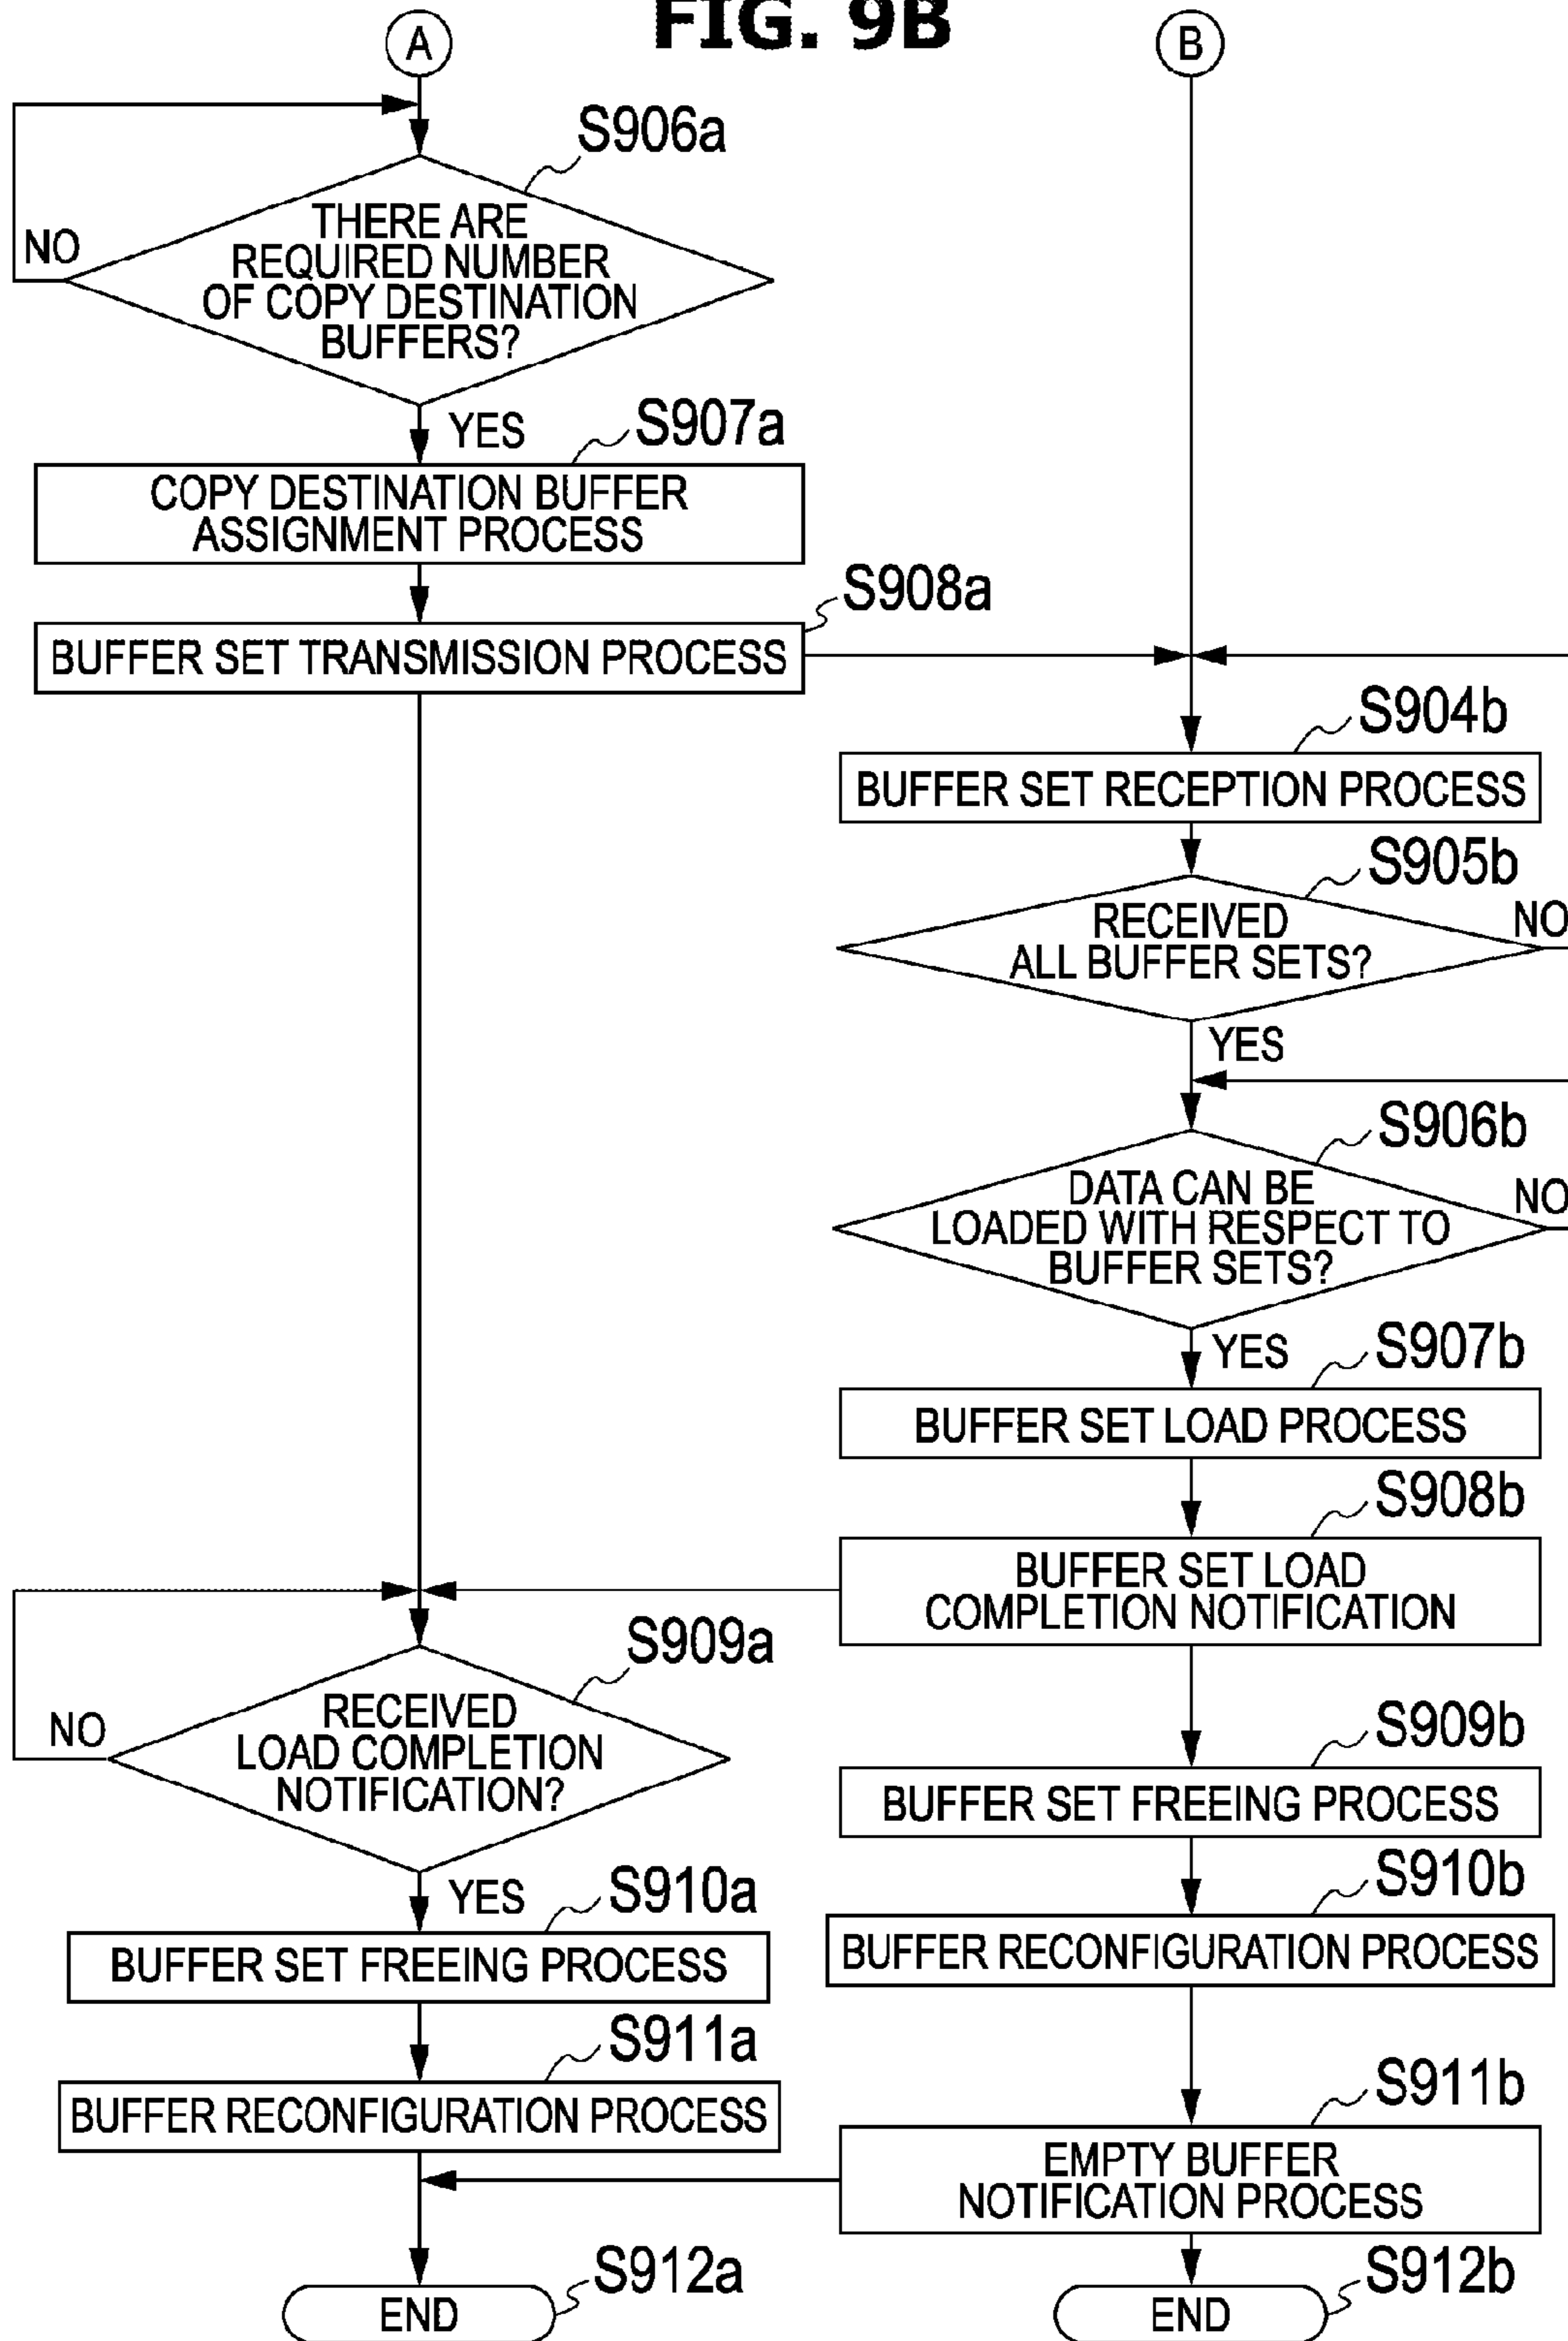 FIG. 9B
A
B
S906a
THERE ARE
REQUIRED NUMBER
OF COPY DESTINATION
BUFFERS?
NO
YES
S907a
COPY DESTINATION BUFFER
ASSIGNMENT PROCESS
S908a
BUFFER SET TRANSMISSION PROCESS
S904b
BUFFER SET RECEPTION PROCESS
S905b
RECEIVED
ALL BUFFER SETS?
NO
YES
S906b
DATA CAN BE
LOADED WITH RESPECT TO
BUFFER SETS?
NO
YES
S907b
BUFFER SET LOAD PROCESS
S908b
BUFFER SET LOAD
COMPLETION NOTIFICATION
S909a
RECEIVED
LOAD COMPLETION
NOTIFICATION?
NO
YES
S909b
BUFFER SET FREEING PROCESS
S910a
BUFFER SET FREEING PROCESS
S910b
BUFFER RECONFIGURATION PROCESS
S911a
BUFFER RECONFIGURATION PROCESS
S911b
EMPTY BUFFER
NOTIFICATION PROCESS
S912a
END
S912b
END